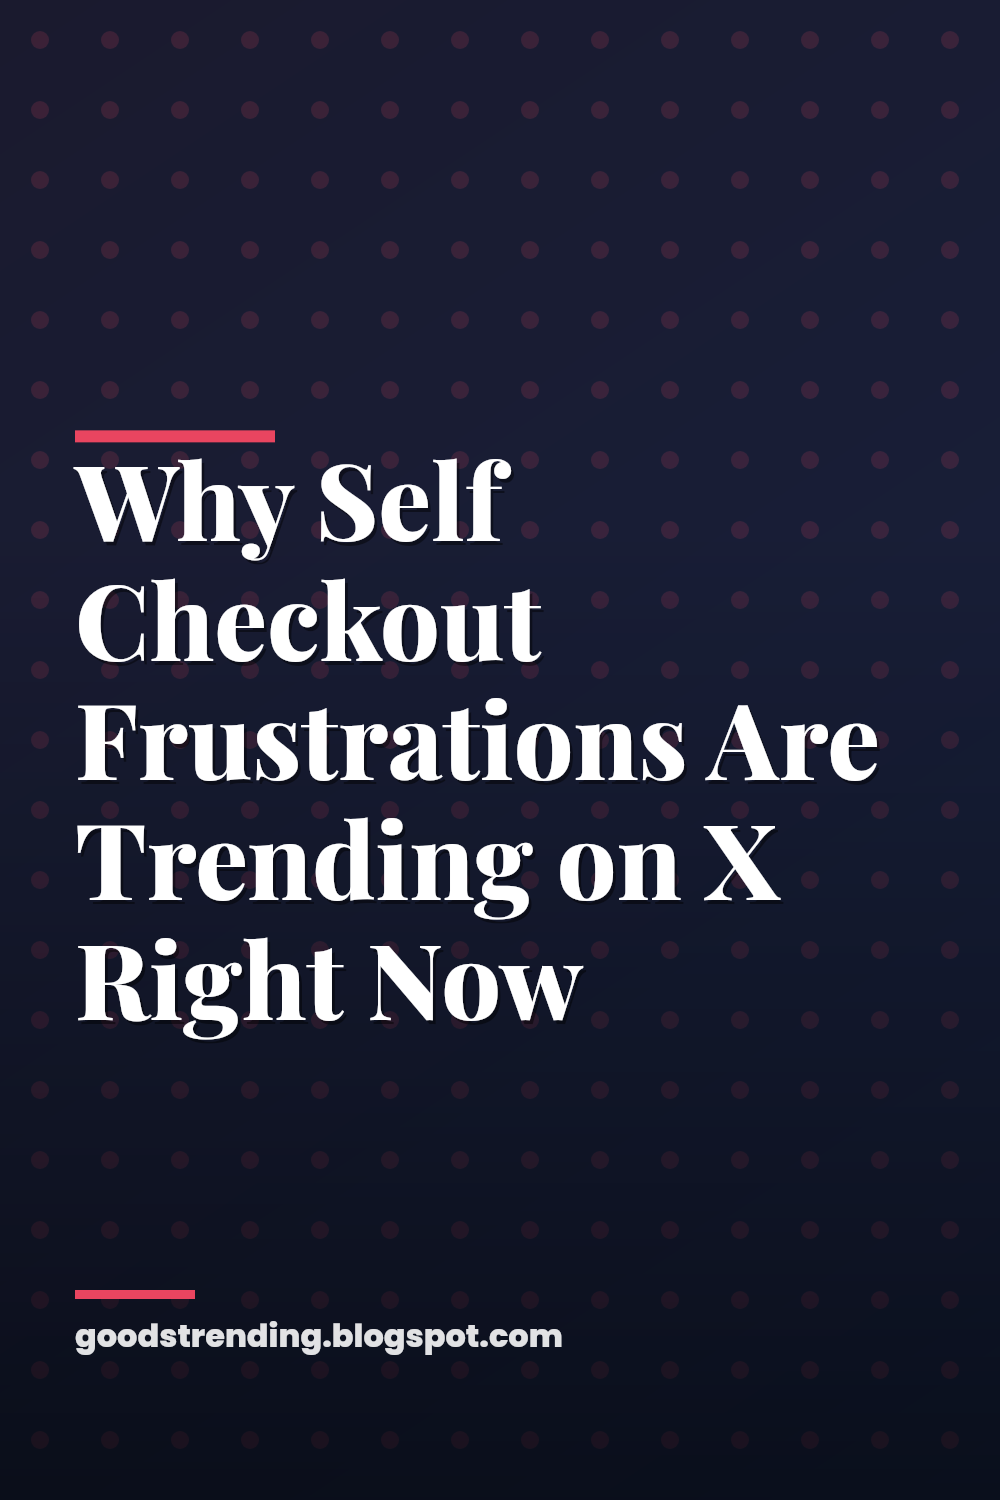 Why Self
Checkout
Frustrations Are
Trending on X
Right Now
goodstrending.blogspot.com